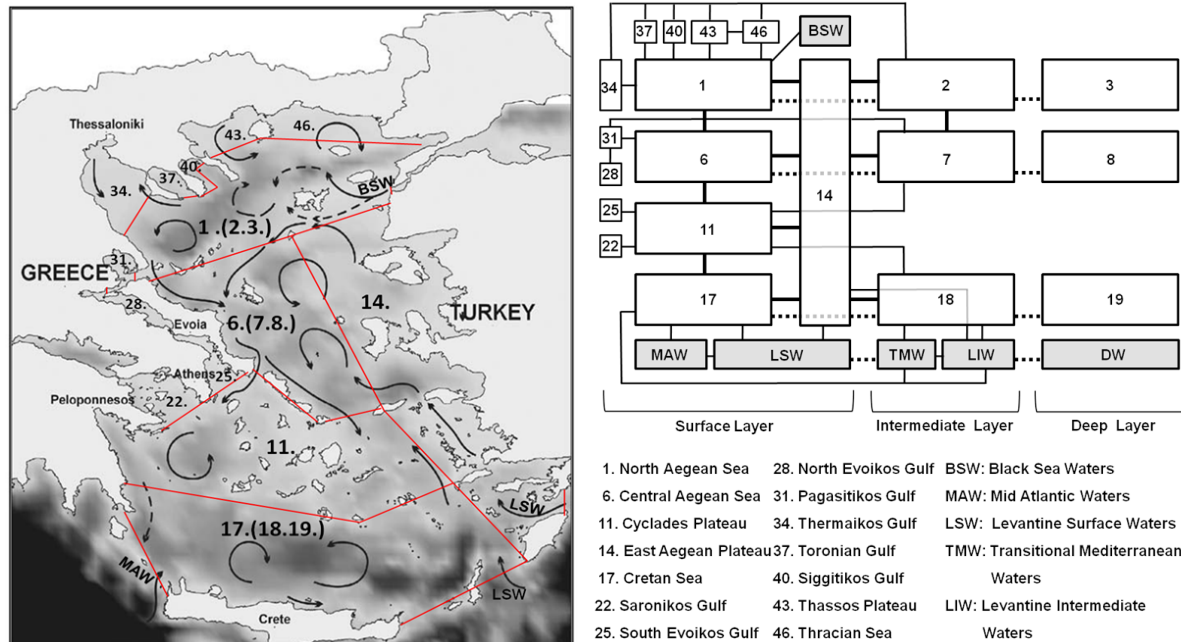 Thessaloniki
43.
46.
40.
37.
34.
BSW
1 .(2.3.)
GREECE
31.
28.
14.
TURKEY
Evoia
6.(7.8.)
Athens
25.
Peloponnesos
22.
11.
LSW
17.(18.19.)
MAW
LSW
Crete
37
40
43
46
BSW
34
1
2
3
31
6
7
8
28
14
25
11
22
17
18
19
MAW
LSW
TMW
LIW
DW
Surface Layer
Intermediate Layer
Deep Layer
1. North Aegean Sea
6. Central Aegean Sea
11. Cyclades Plateau
14. East Aegean Plateau
17. Cretan Sea
22. Saronikos Gulf
25. South Evoikos Gulf
28. North Evoikos Gulf
31. Pagasitikos Gulf
34. Thermaikos Gulf
37. Toronian Gulf
40. Siggitikos Gulf
43. Thassos Plateau
46. Thracian Sea
BSW: Black Sea Waters
MAW: Mid Atlantic Waters
LSW: Levantine Surface Waters
TMW: Transitional Mediterranean
Waters
LIW: Levantine Intermediate
Waters